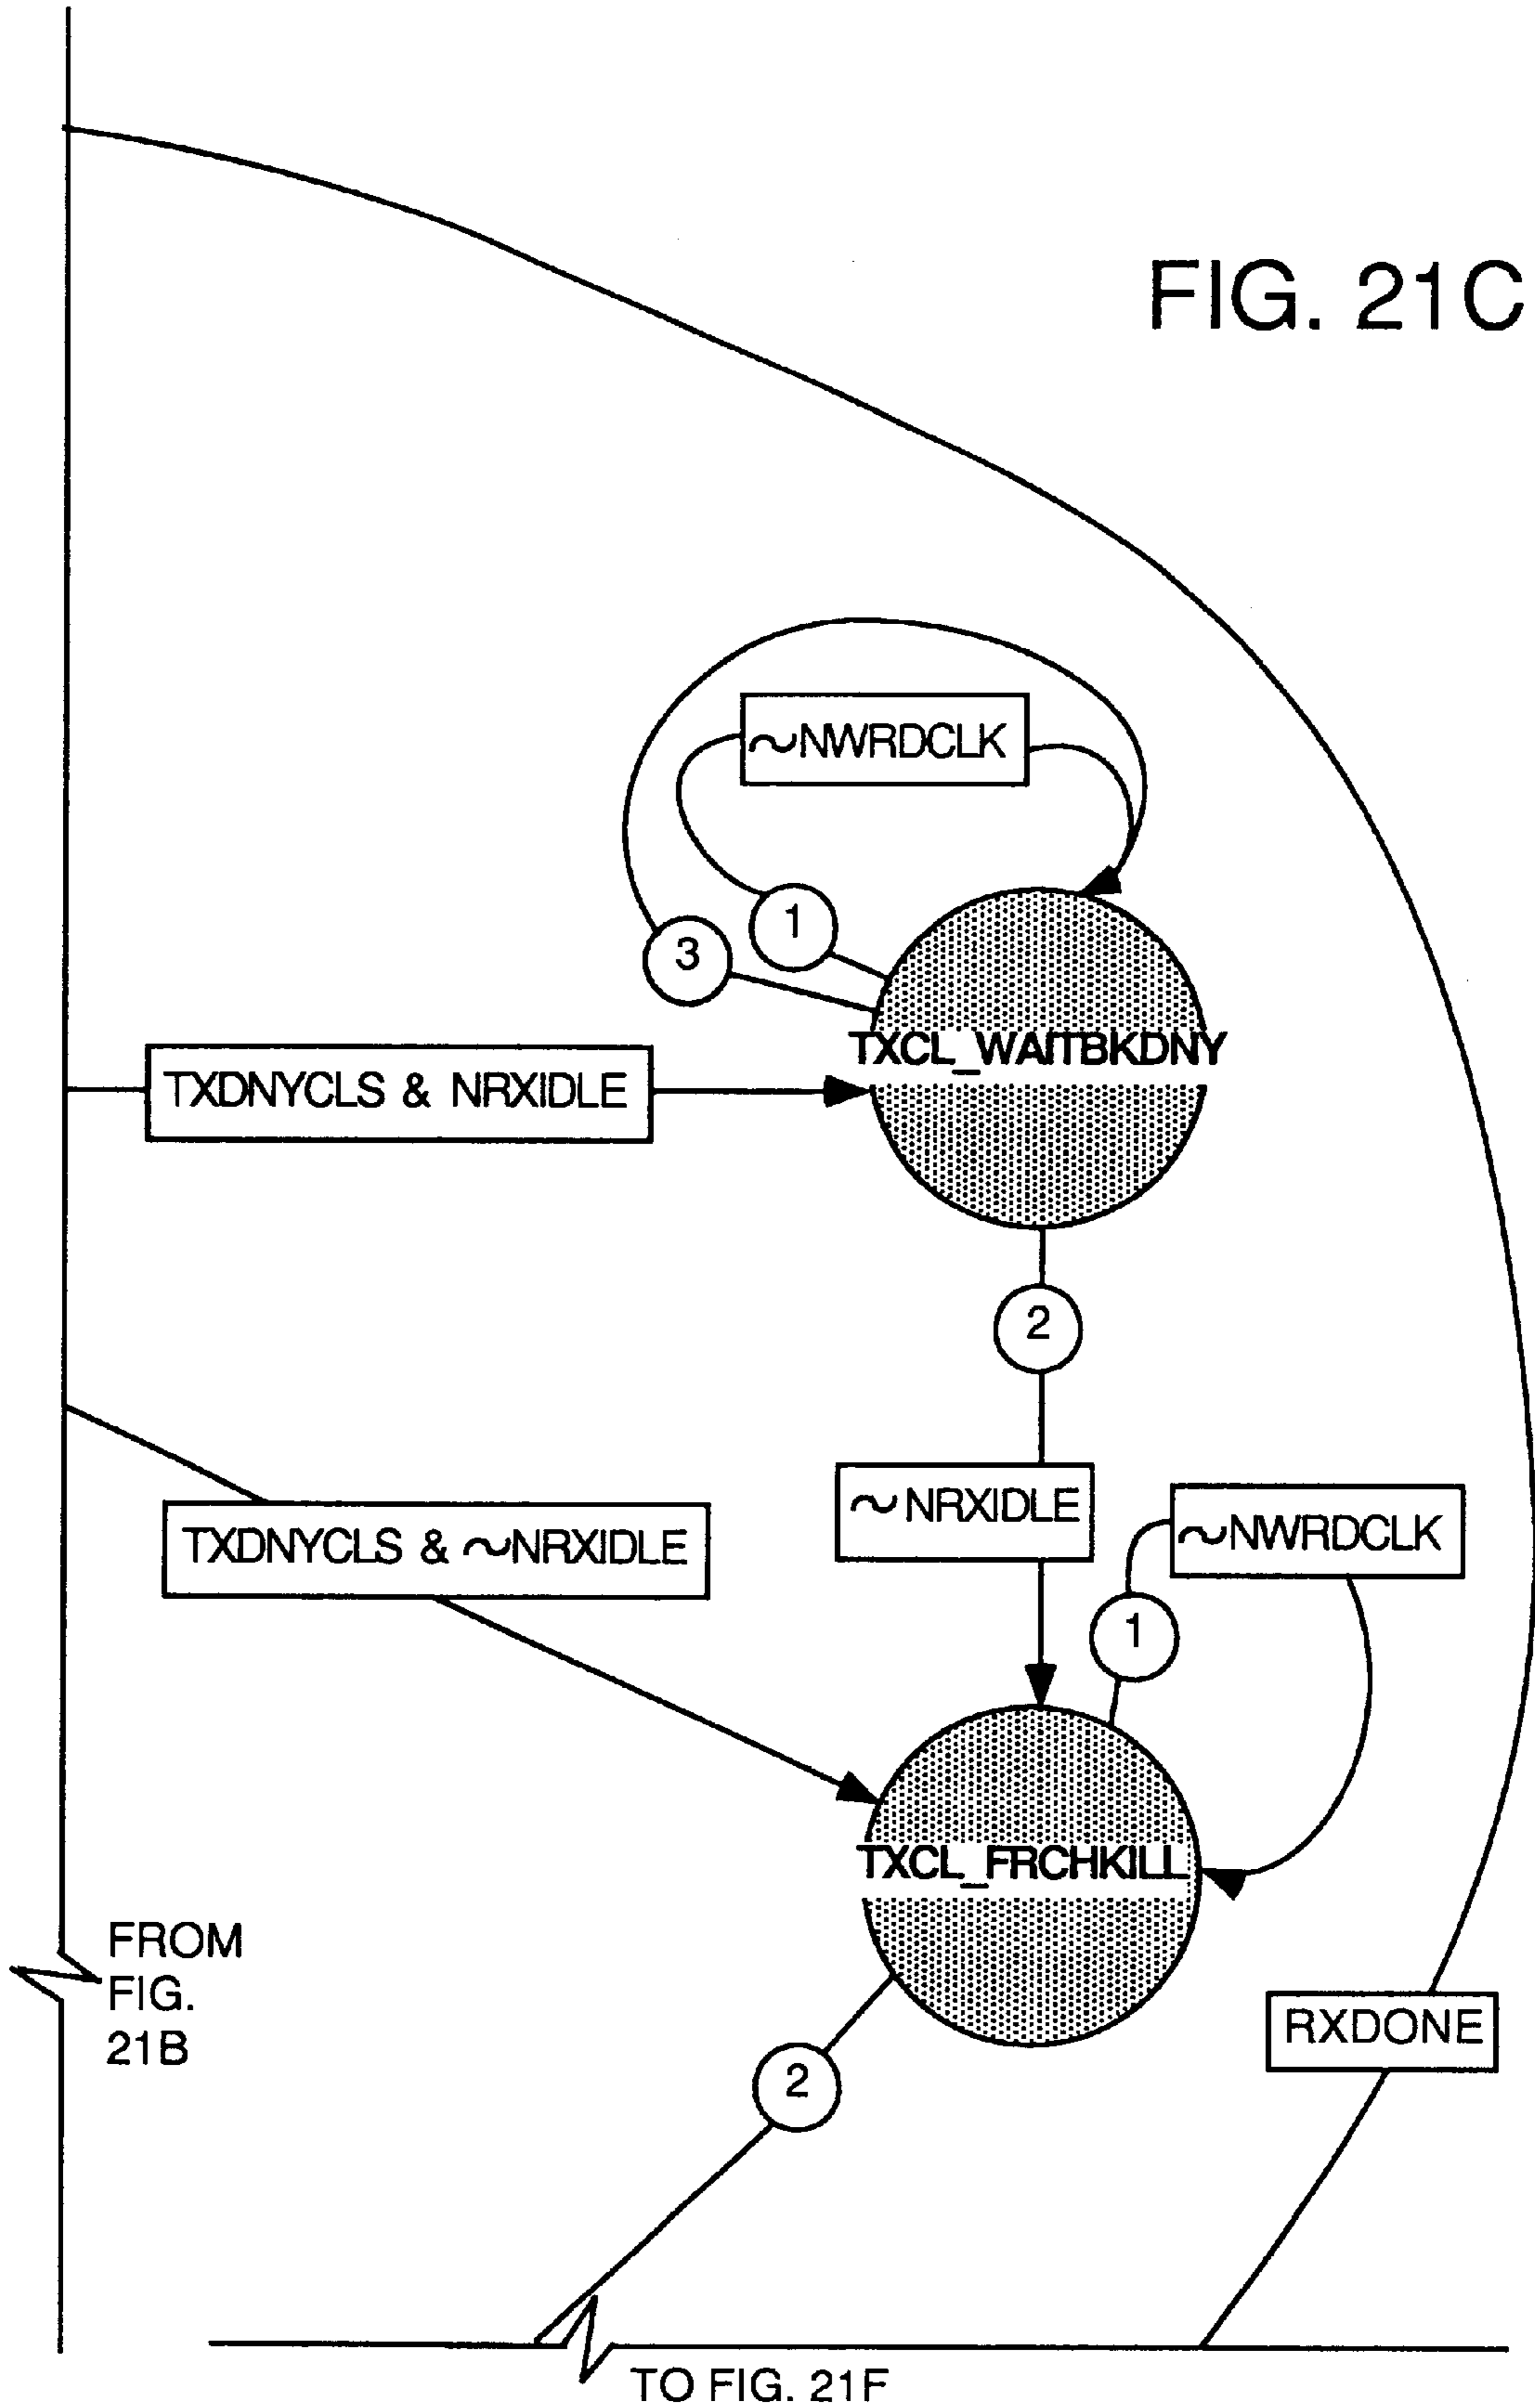 FIG. 21C
~NWRDCLK
1
3
TXCL_WAITBKDNY
TXDNYCLS & NRXIDLE
2
~NRXIDLE
~NWRDCLK
TXDNYCLS & ~NRXIDLE
1
TXCL_FRCHKILL
FROM
FIG.
21B
RXDONE
2
TO FIG. 21F